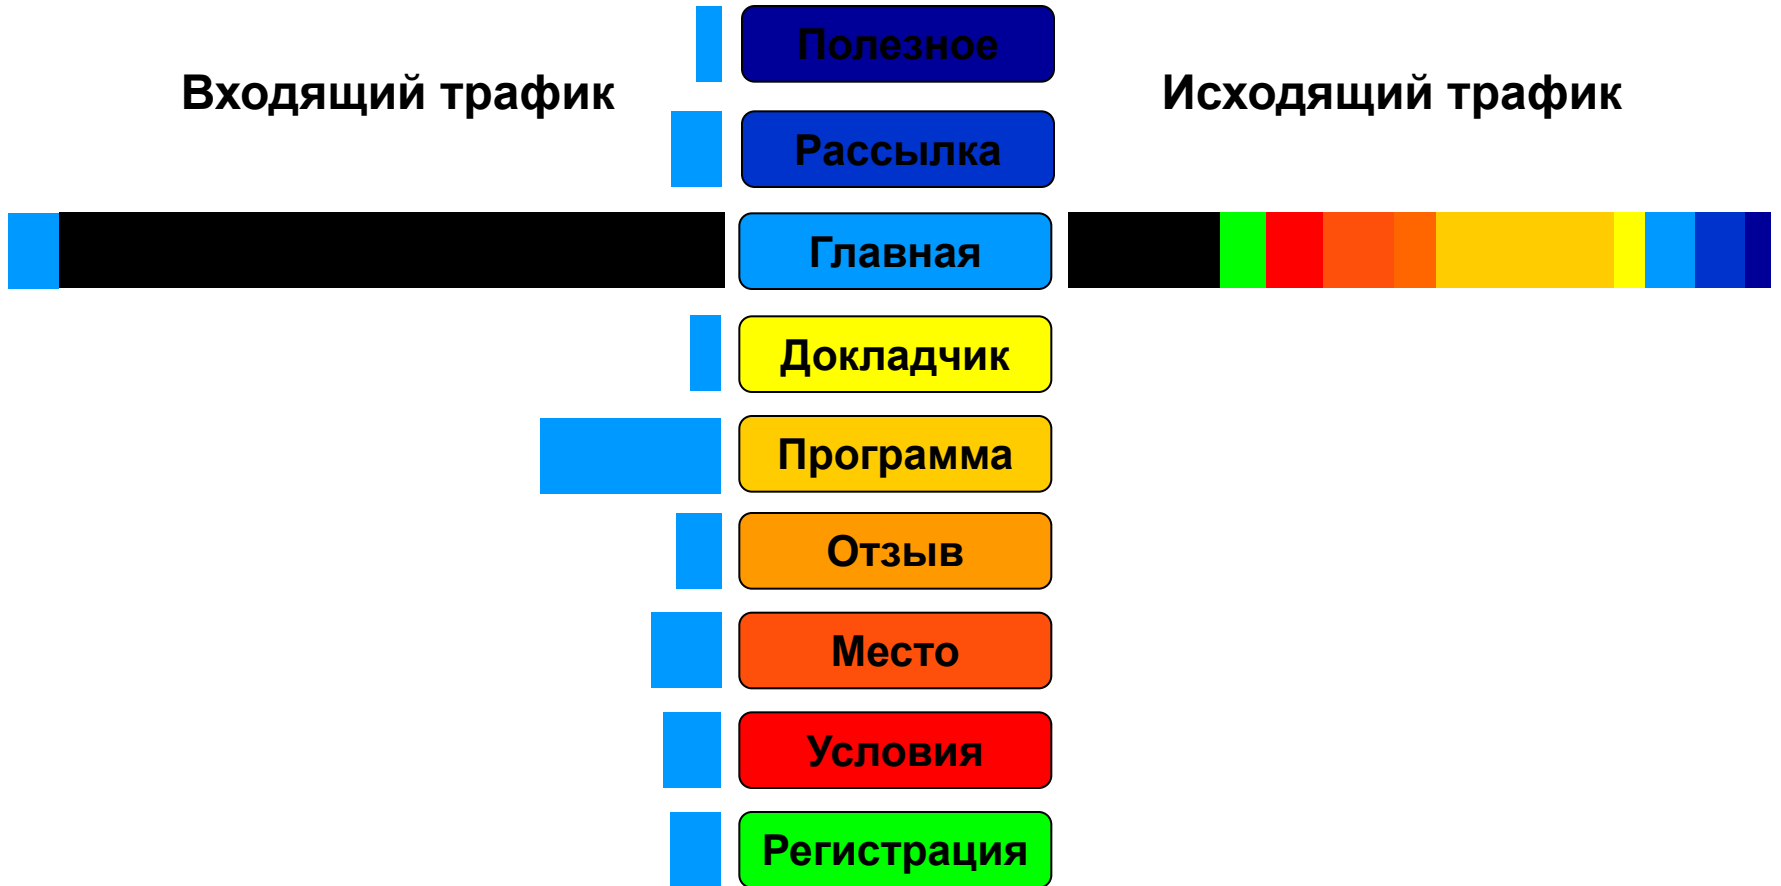 Полезное
Входящий трафик
Исходящий трафик
Рассылка
Главная
Докладчик
Программа
Отзыв
Место
Условия
Регистрация